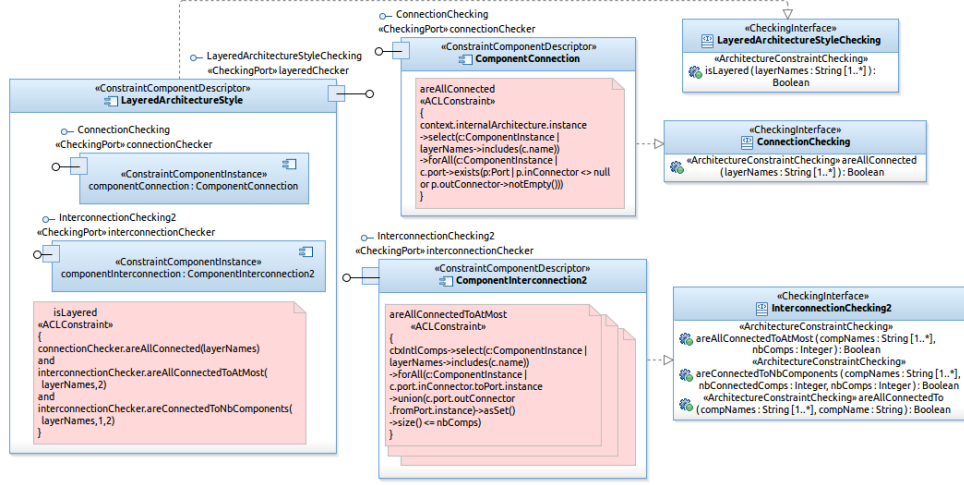 ConnectionChecking
«CheckingPort» connectionChecker
«ConstraintComponentDescriptor»
ComponentConnection
areAllConnected
«ACLConstraint»
{
context.internalArchitecture.instance
->select(c:ComponentInstance |
layerNames->includes(c.name))
->forAll(c:ComponentInstance |
c.port->exists(p:Port | p.inConnector <> null
or p.outConnector->notEmpty()))
}
«CheckingInterface»
LayeredArchitectureStyleChecking
«ArchitectureConstraintChecking»
isLayered (layerNames : String [1..*] ) :
Boolean
LayeredArchitectureStyleChecking
«CheckingPort» layeredChecker
«ConstraintComponentDescriptor»
LayeredArchitectureStyle
ConnectionChecking
«CheckingPort» connectionChecker
«ConstraintComponentInstance»
componentConnection : ComponentConnection
InterconnectionChecking2
«CheckingPort» interconnectionChecker
«ConstraintComponentInstance»
componentInterconnection : ComponentInterconnection2
isLayered
«ACLConstraint»
{
connectionChecker.areAllConnected(layerNames)
and
interconnectionChecker.areAllConnectedToAtMost(
layerNames,2)
and
interconnectionChecker.areConnectedToNbComponents(
layerNames,1,2)
}
«CheckingInterface»
ConnectionChecking
«ArchitectureConstraintChecking» areAllConnected
(layerNames : String [1..*] ) : Boolean
InterconnectionChecking2
«CheckingPort» interconnectionChecker
«ConstraintComponentDescriptor»
ComponentInterconnection2
areAllConnectedToAtMost
«ACLConstraint»
{
ctxIntlComps->select(c:ComponentInstance |
layerNames->includes(c.name))
->forAll(c:ComponentInstance |
c.port.inConnector.toPort.instance
->union(c.port.outConnector
.fromPort.instance)->asSet()
->size() <= nbComps)
}
«CheckingInterface»
InterconnectionChecking2
«ArchitectureConstraintChecking»
areAllConnectedToAtMost (compNames : String [1..*] ,
nbComps : Integer ) : Boolean
«ArchitectureConstraintChecking»
areConnectedToNbComponents (compNames : String [1..*] ,
nbConnectedComps : Integer, nbComps : Integer ) : Boolean
«ArchitectureConstraintChecking» areAllConnectedTo
(compNames : String [1..*] , compName : String ) : Boolean